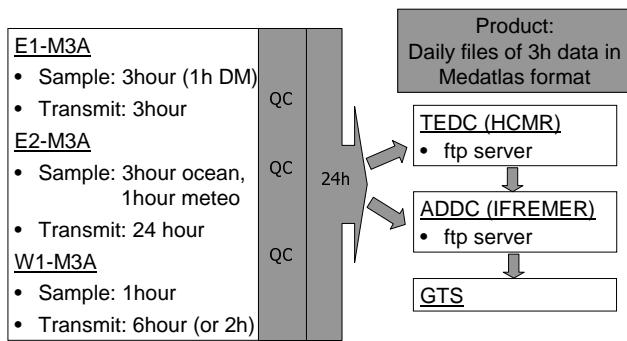 E1-M3A
• Sample: 3hour (1h DM)
• Transmit: 3hour
E2-M3A
• Sample: 3hour ocean,
1hour meteo
• Transmit: 24 hour
W1-M3A
• Sample: 1hour
• Transmit: 6hour (or 2h)
QC
QC
QC
24h
Product:
Daily files of 3h data in
Medatlas format
TEDC (HCMR)
• ftp server
ADDC (IFREMER)
• ftp server
GTS